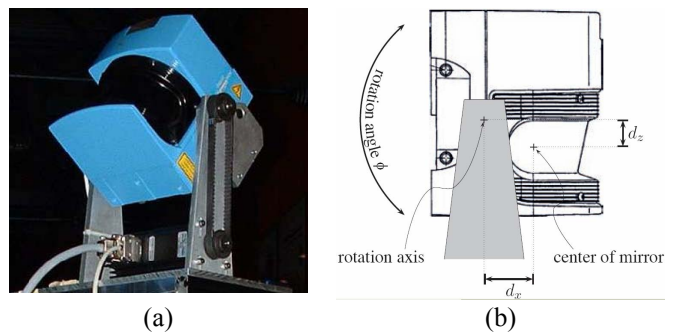 rotation angle ϕ
d_z
rotation axis
center of mirror
d_x
(a)
(b)